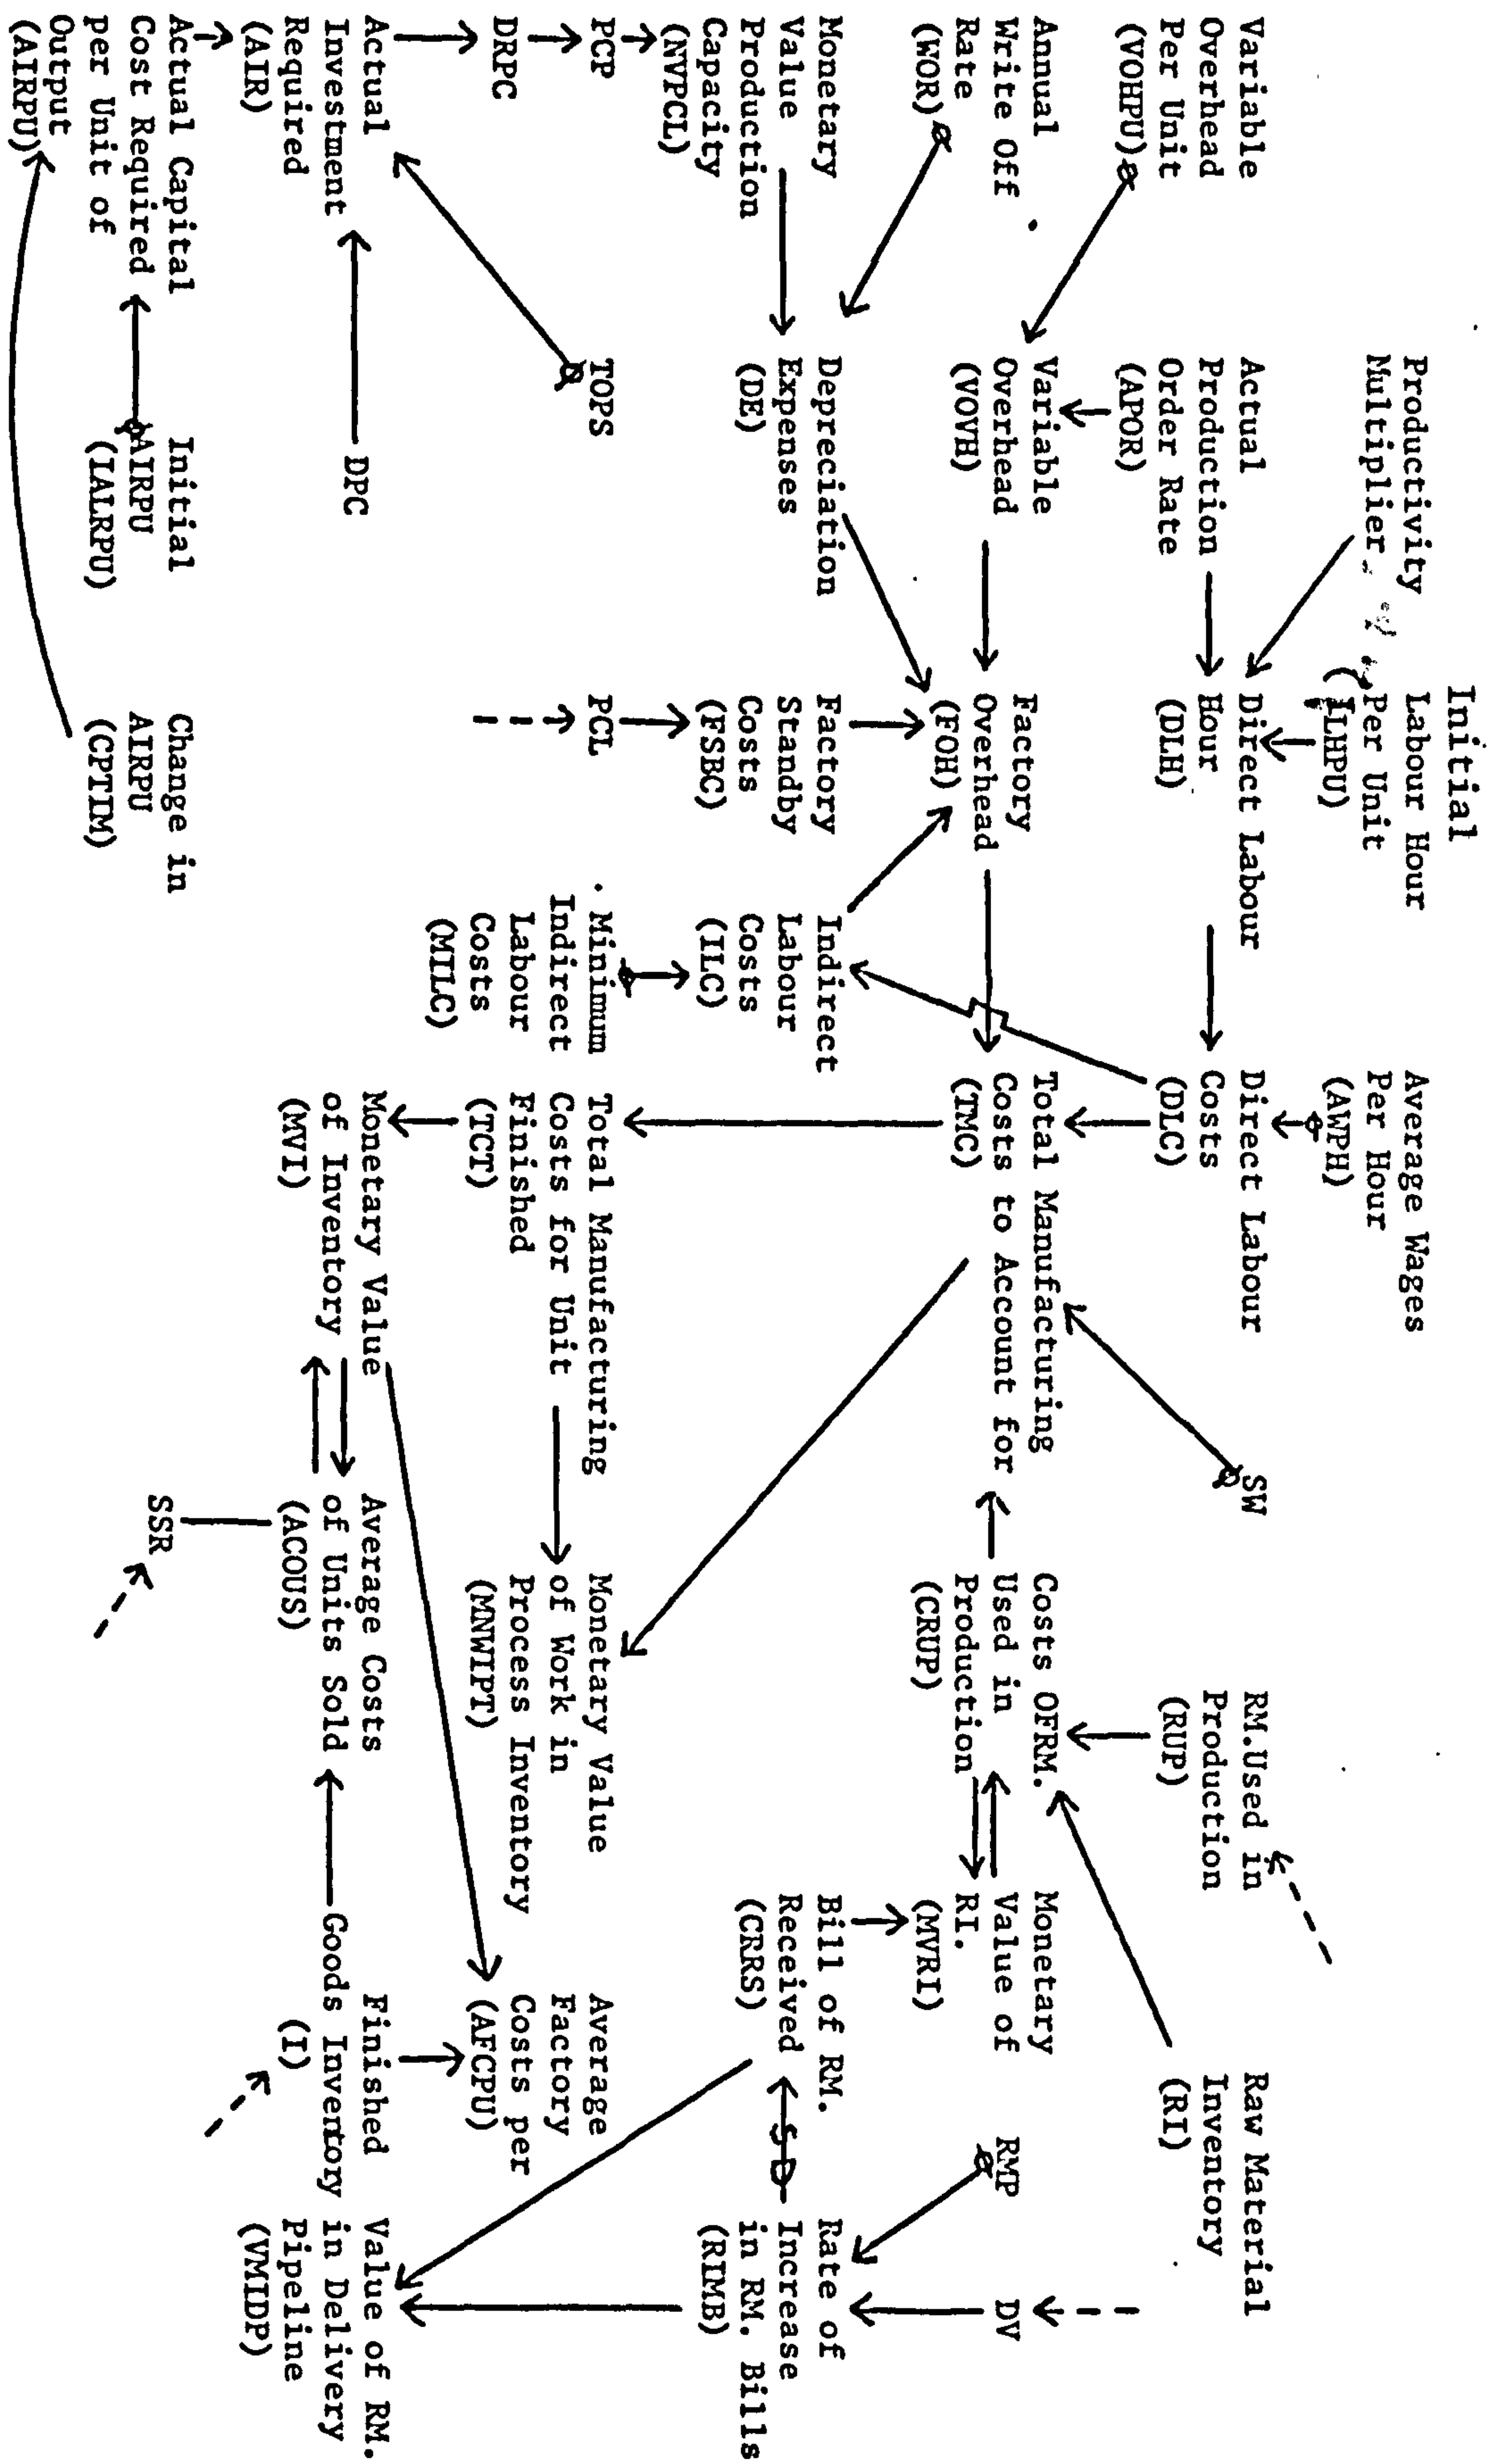 Initial
Productivity
Multiplier
Labour Hour
Per Unit
(ILHPU)
Average Wages
Per Hour
(AWPH)
Variable
Overhead
Per Unit
(VOHPU)
Actual
Production
Order Rate
(APOR)
Direct Labour
Hour
(DLH)
Direct Labour
Costs
(DLC)
SW
RM.Used in
Production
(RUP)
Raw Material
Inventory
(RI)
Annual
Write Off
Rate
(WOR)
Variable
Overhead
(VOVH)
Factory
Overhead
(FOH)
Total Manufacturing
Costs to Account for
(TMC)
Costs OFRM.
Used in
Production
(CRUP)
Monetary
Value of
RI.
(MVRI)
RMP
DV
Monetary
Value
Production
Capacity
(NVPCL)
Depreciation
Expenses
(DE)
Factory
Standby
Costs
(FSBC)
Indirect
Labour
Costs
(ILC)
Bill of RM.
Received
(CRRS)
Rate of
Increase
in RM. Bills
(RIMB)
PCP
TOPS
PCL
Minimum
Indirect
Labour
Costs
(MILC)
Total Manufacturing
Costs for Unit
Finished
(TCT)
Monetary Value
of Work in
Process Inventory
(MNWIPT)
Average
Factory
Costs per
(AFCPU)
DRPC
Actual
Investment
Required
(AIR)
DPC
Monetary Value
of Inventory
(MVI)
Average Costs
of Units Sold
(ACOUS)
Finished
Goods Inventory
(I)
Value of RM.
in Delivery
Pipeline
(VMIDP)
Actual Capital
Cost Required
per Unit of
Output
(AIRPU)
Initial
AIRPU
(IALRPU)
Change in
AIRPU
(CPTIM)
SSR